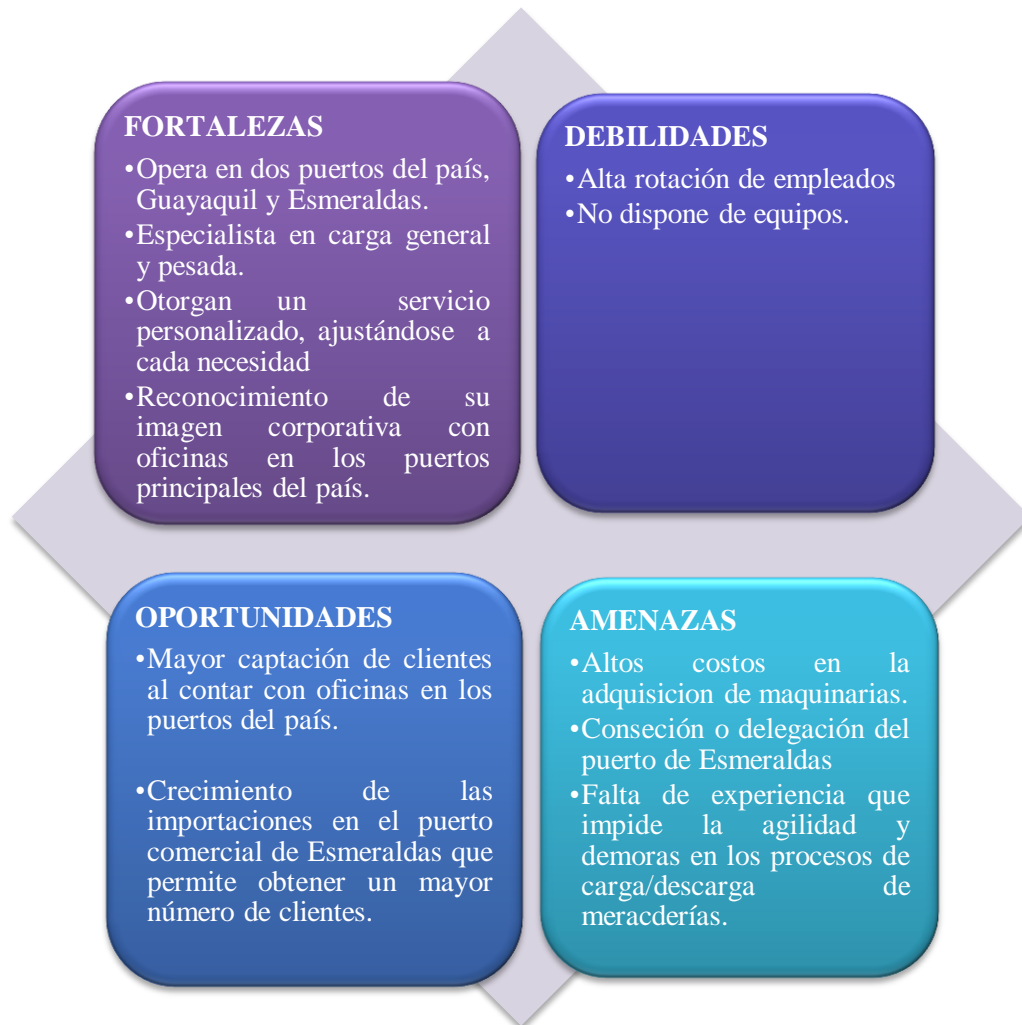 FORTALEZAS
•Opera en dos puertos del país,
Guayaquil y Esmeraldas.
•Especialista en carga general
y pesada.
•Otorgan un servicio
personalizado, ajustándose a
cada necesidad
•Reconocimiento de su
imagen corporativa con
oficinas en los puertos
principales del país.
DEBILIDADES
•Alta rotación de empleados
•No dispone de equipos.
OPORTUNIDADES
•Mayor captación de clientes
al contar con oficinas en los
puertos del país.
•Crecimiento de las
importaciones en el puerto
comercial de Esmeraldas que
permite obtener un mayor
número de clientes.
AMENAZAS
•Altos costos en la
adquisicion de maquinarias.
•Conseción o delegación del
puerto de Esmeraldas
•Falta de experiencia que
impide la agilidad y
demoras en los procesos de
carga/descarga de
meracderías.